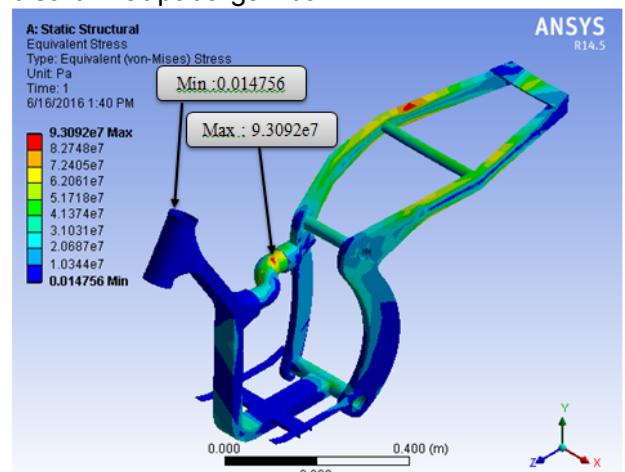 A: Static Structural
Equivalent Stress
Type: Equivalent (von-Mises) Stress
Unit: Pa
Time: 1
6/16/2016 1:40 PM
ANSYS
R14.5
Min :0.014756
Max : 9.3092e7
9.3092e7 Max
8.2748e7
7.2405e7
6.2061e7
5.1718e7
4.1374e7
3.1031e7
2.0687e7
1.0344e7
0.014756 Min
0.000
0.400 (m)
Y
Z
X